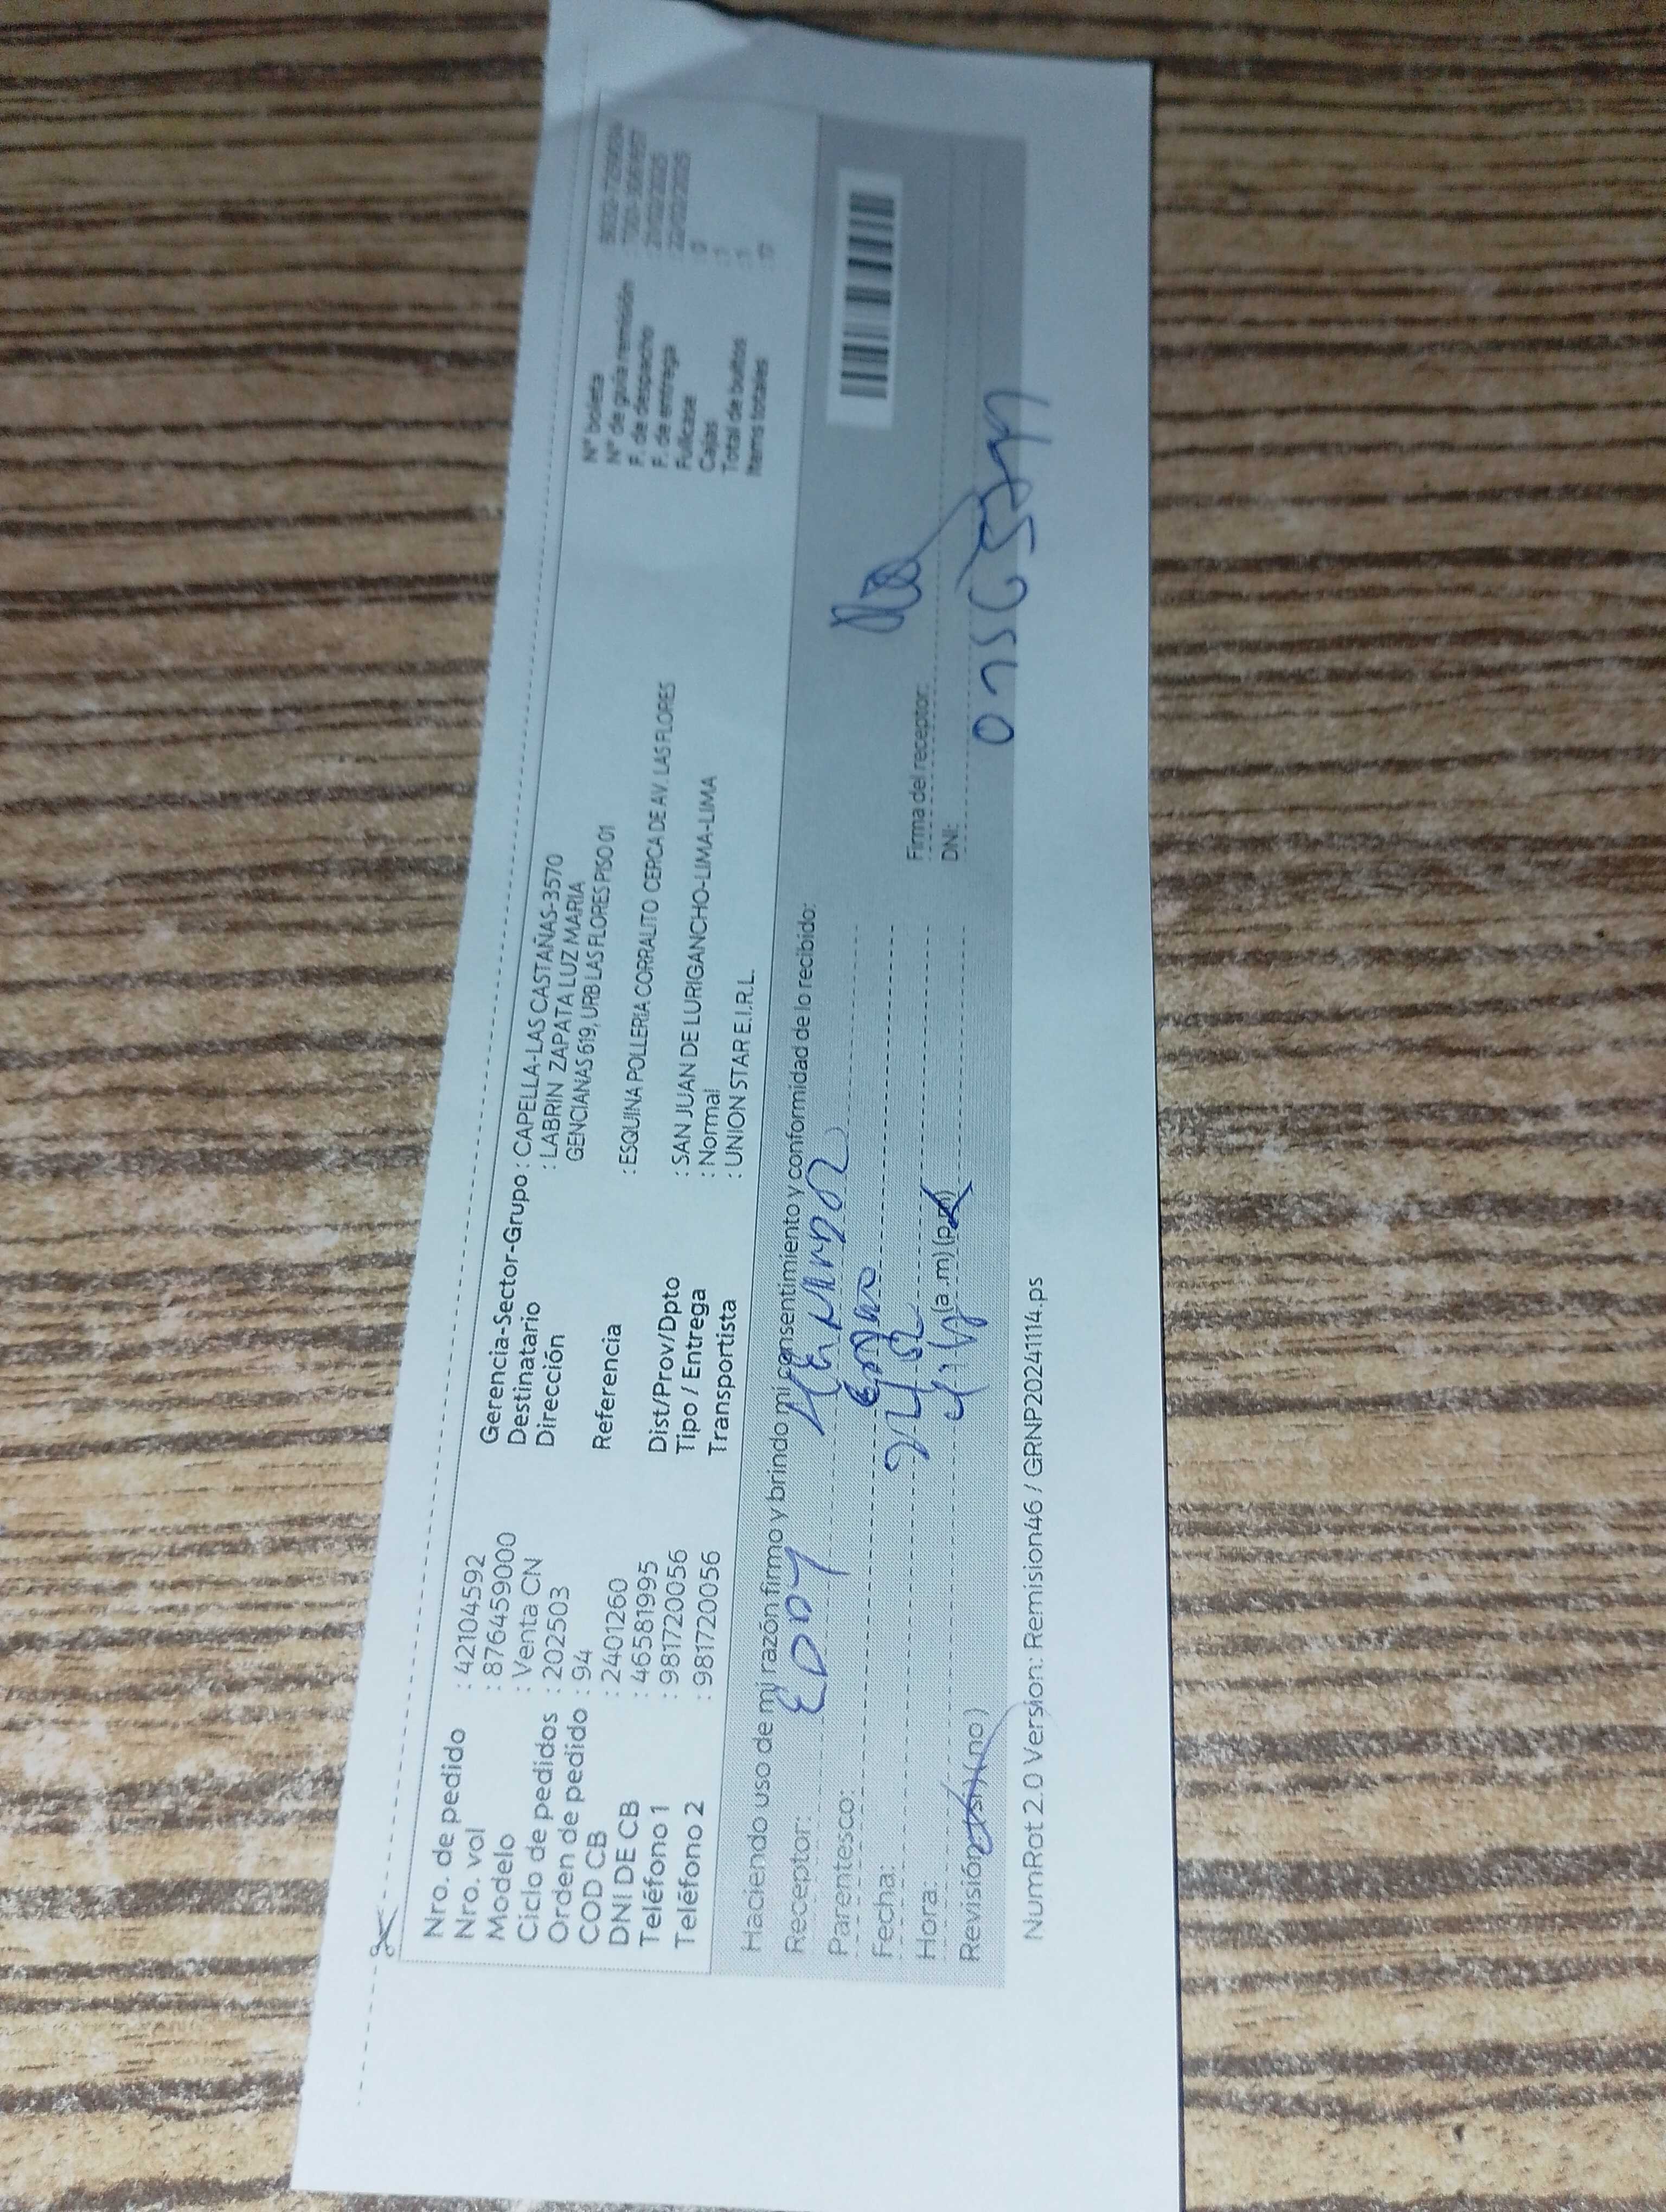 Nro. de pedido : 42104592
Nro. vol : 876459000
Modelo : Venta CN
Ciclo de pedidos : 202503
Orden de pedido : 94
COD CB : 2401260
DNI DE CB : 46581995
Teléfono 1 : 981720056
Teléfono 2 : 981720056
Gerencia-Sector-Grupo : CAPELLA-LAS CASTAÑAS-3570
Destinatario : LABRIN ZAPATA LUZ MARIA
Dirección GENCIANAS 619, URB LAS FLORES PISO 01
Referencia : ESQUINA POLLERIA CORRALITO CERCA DE AV. LAS FLORES
Dist/Prov/Dpto : SAN JUAN DE LURIGANCHO-LIMA-LIMA
Tipo / Entrega : Normal
Transportista : UNION STAR E.I.R.L.
N° boleta
N° de guía remisión
F. de despacho
F. de entrega
Fullcase
Cajas
Total de bultos
Items totales
Haciendo uso de mi razón firmo y brindo mi consentimiento y conformidad de lo recibido:
Receptor: EDDY
Parentesco:
Fecha:
Hora: (a.m) (p.m)
Revisión: (si) (no)
Firma del receptor:
DNI:
NumRot 2.0 Version: Remision46 / GRNP20241114.ps